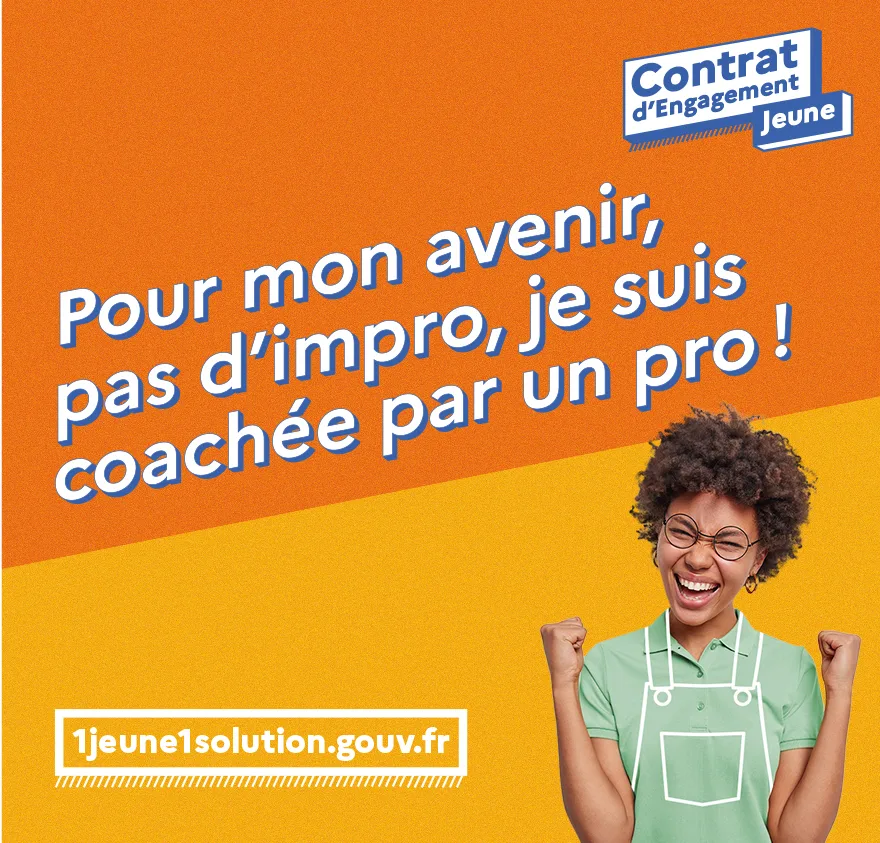 Contrat
d'Engagement
Jeune
Pour mon avenir,
pas d'impro, je suis
coachée par un pro !
1jeune1solution.gouv.fr